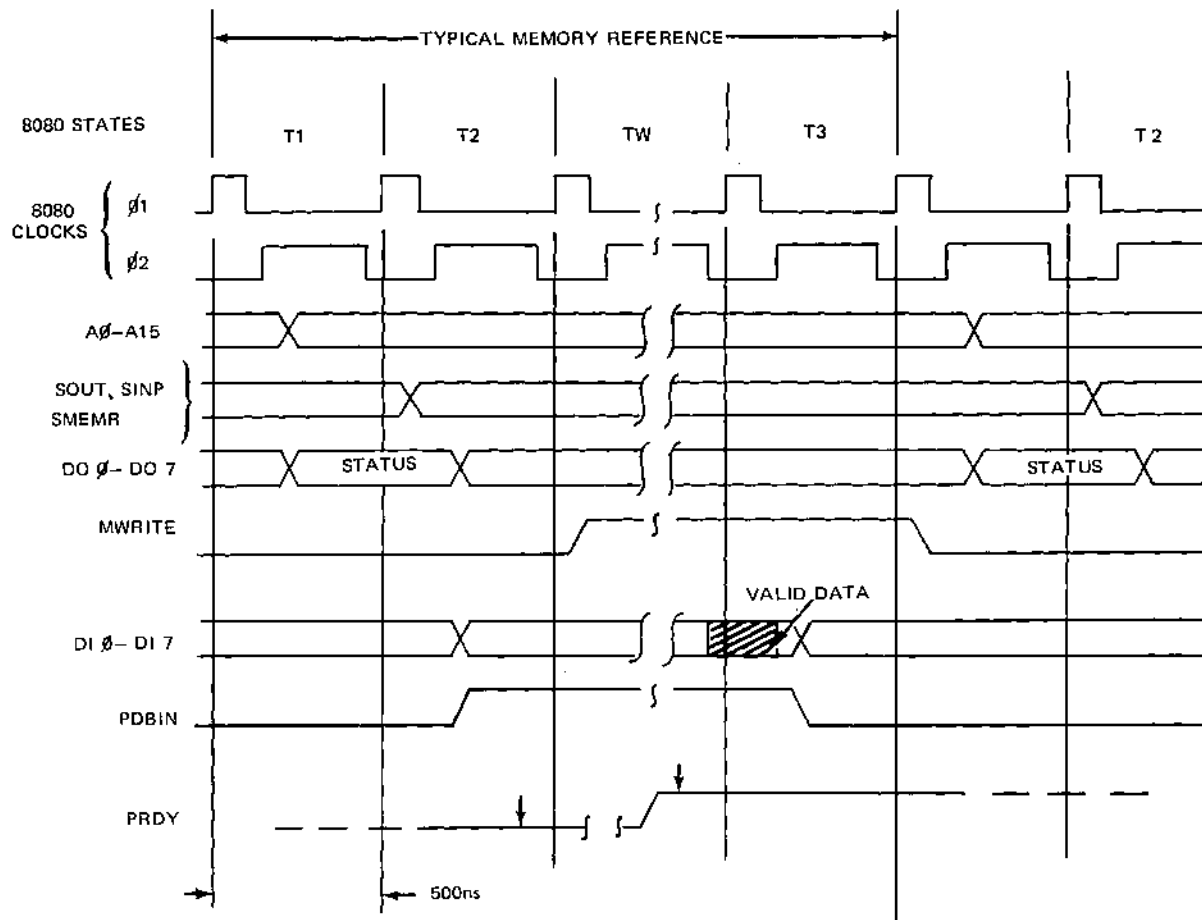 TYPICAL MEMORY REFERENCE
8080 STATES
T1
T2
TW
T3
T2
8080
CLOCKS
ø1
ø2
AØ–A15
SOUT, SINP
SMEMR
DO Ø– DO 7
STATUS
STATUS
MWRITE
VALID DATA
DI Ø– DI 7
PDBIN
PRDY
500ns